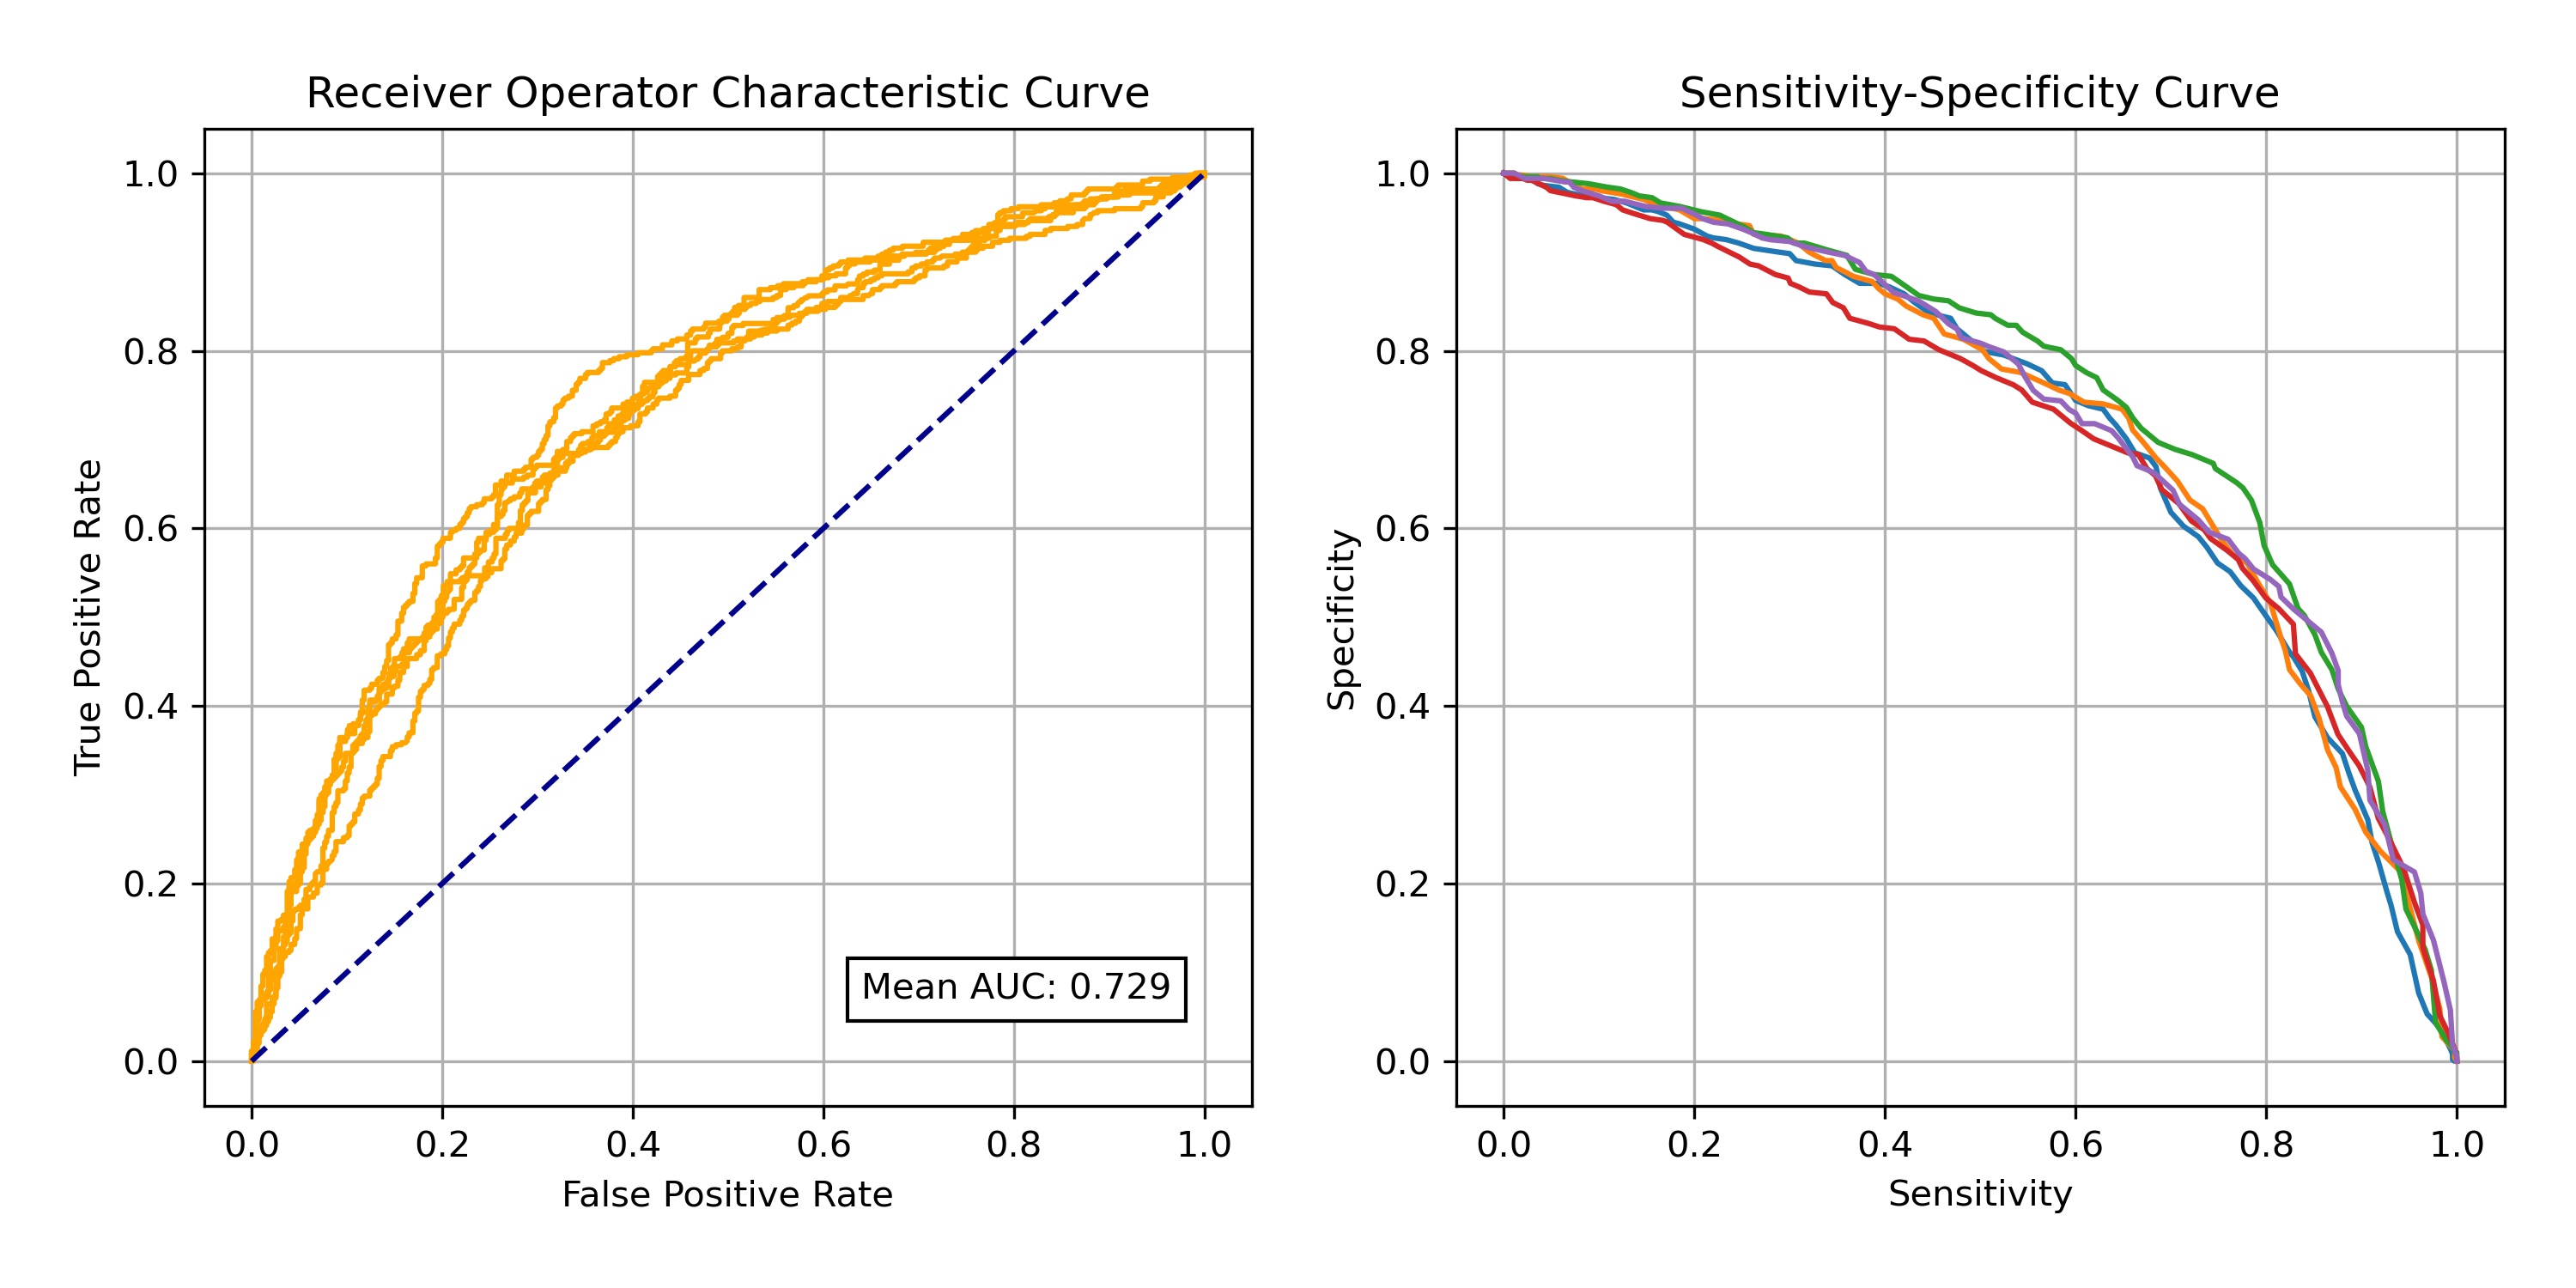 Receiver Operator Characteristic Curve
True Positive Rate
1.0
0.8
0.6
0.4
0.2
0.0
Mean AUC: 0.729
0.0 0.2 0.4 0.6 0.8 1.0
False Positive Rate
Sensitivity-Specificity Curve
Specificity
1.0
0.8
0.6
0.4
0.2
0.0
0.0 0.2 0.4 0.6 0.8 1.0
Sensitivity